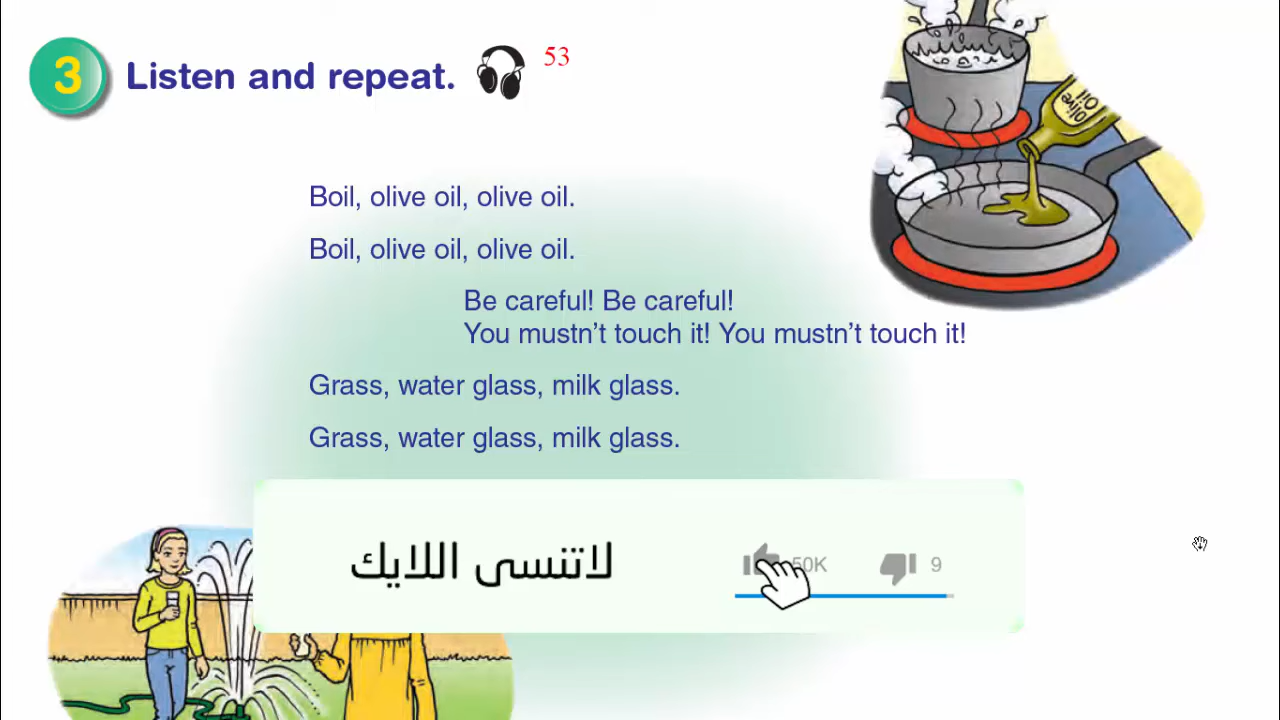 3 Listen and repeat. 53
Olive
Oil
Boil, olive oil, olive oil.
Boil, olive oil, olive oil.
Be careful! Be careful!
You mustn't touch it! You mustn't touch it!
Grass, water glass, milk glass.
Grass, water glass, milk glass.
لاتنسى اللايك
50K 9